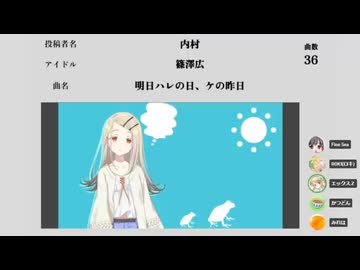 投稿者名 内村 曲数
アイドル 篠澤広 36
曲名 明日ハレの日、ケの昨日
Fine Sea
エックスZ
かつどん
みれは